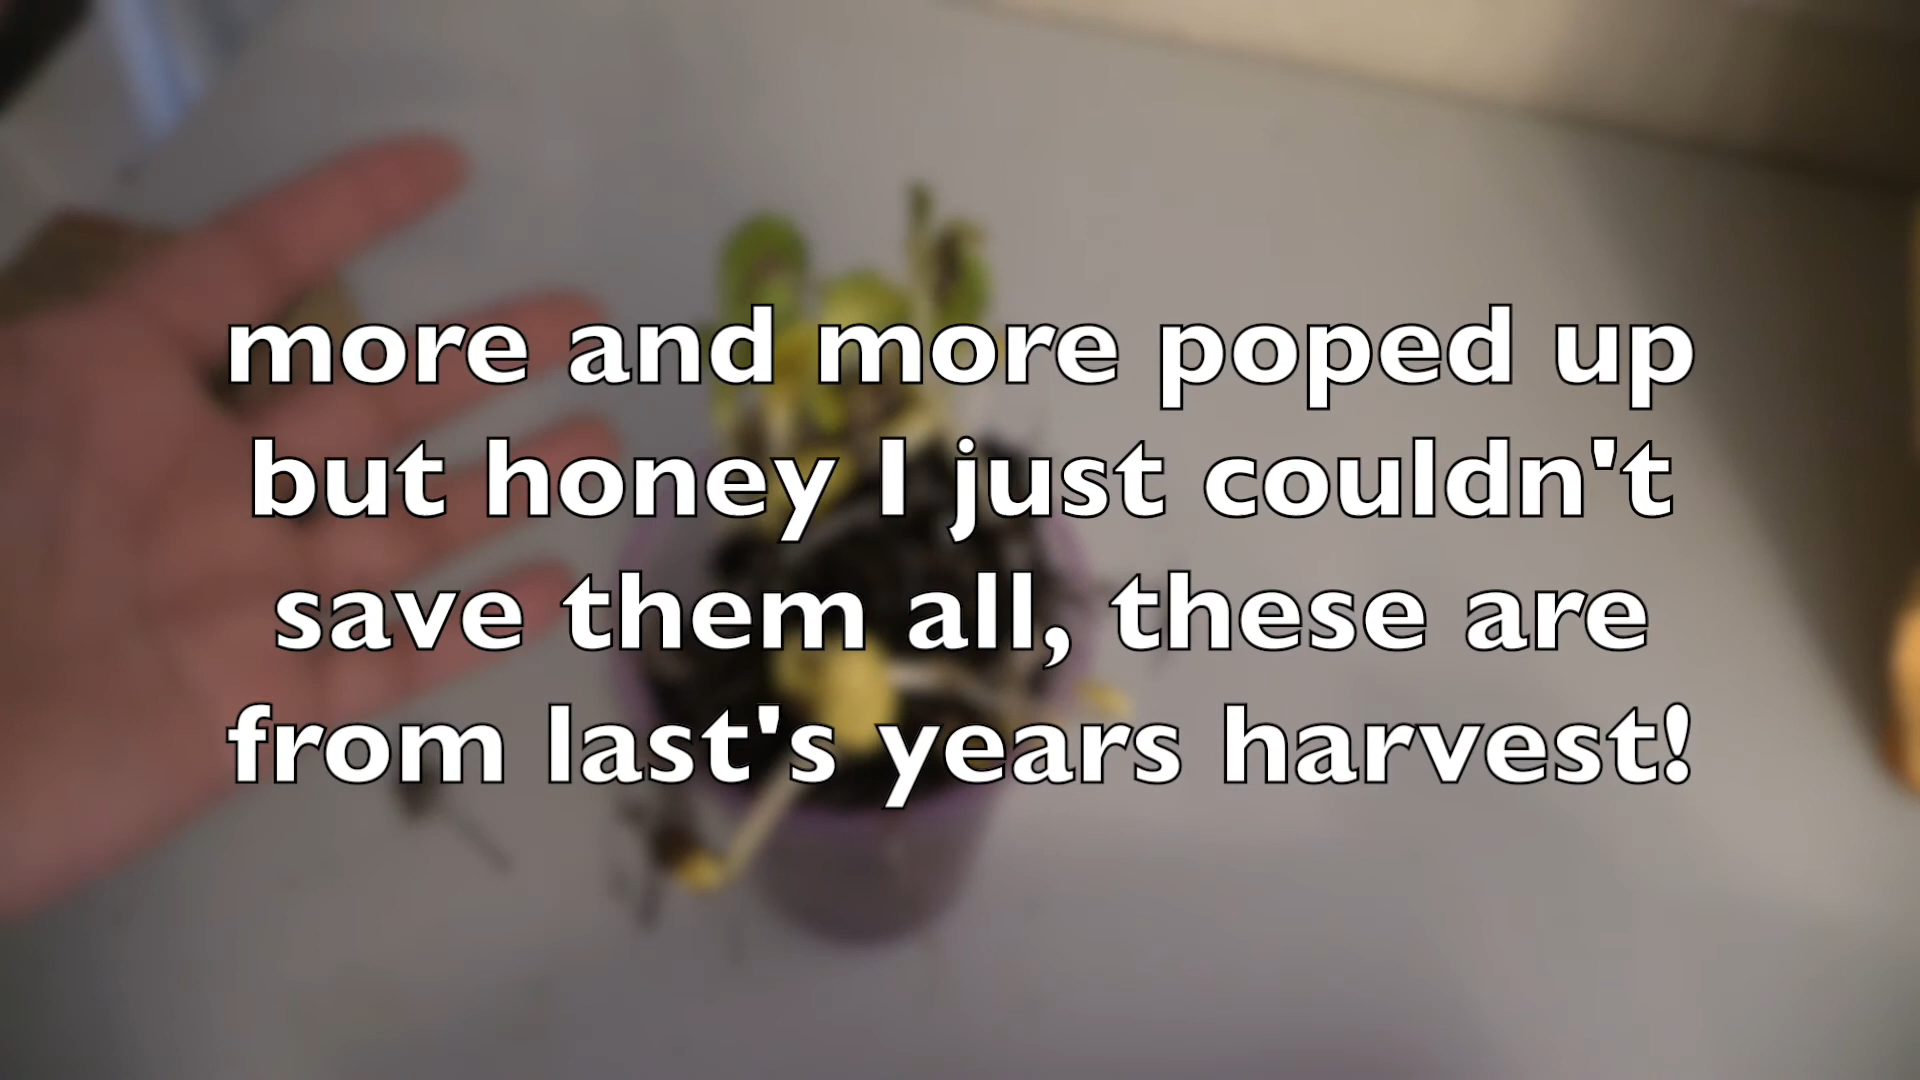 more and more poped up
but honey I just couldn't
save them all, these are
from last's years harvest!